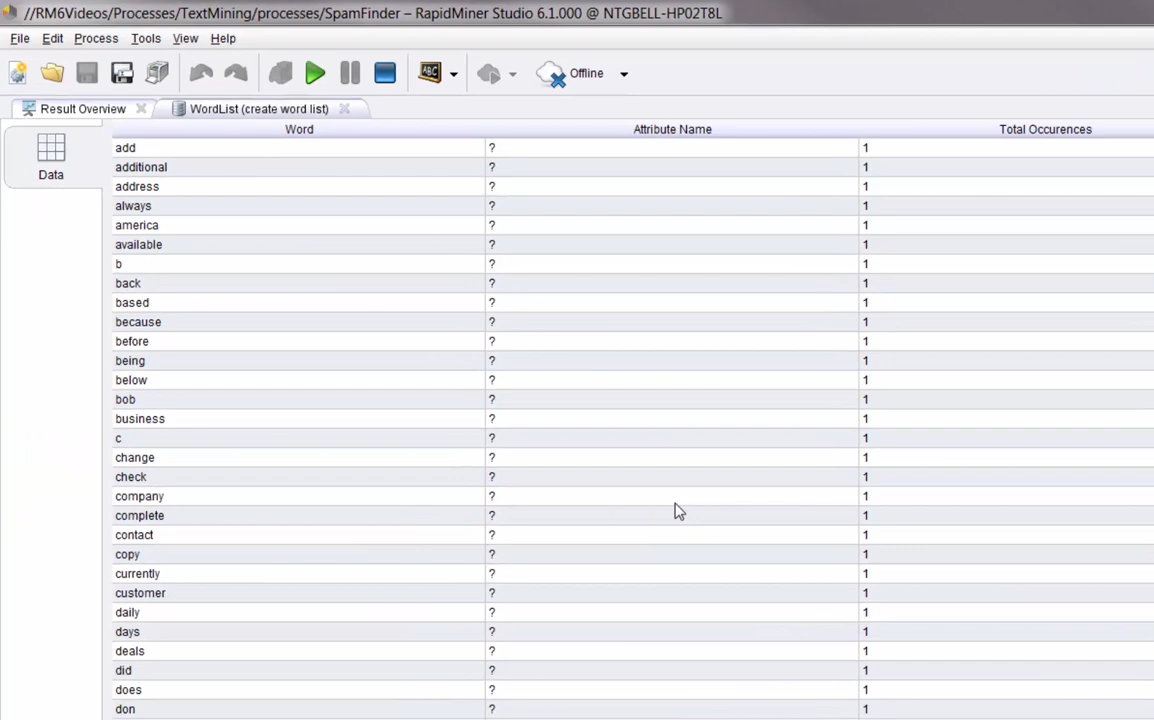 //RM6Videos/Processes/TextMining/processes/SpamFinder – RapidMiner Studio 6.1.000 @ NTGBELL-HP02T8L
File Edit Process Tools View Help
ABC Offline
Result Overview WordList (create word list)
Word Attribute Name Total Occurences
Data
add ? 1
additional ? 1
address ? 1
always ? 1
america ? 1
available ? 1
b ? 1
back ? 1
based ? 1
because ? 1
before ? 1
being ? 1
below ? 1
bob ? 1
business ? 1
c ? 1
change ? 1
check ? 1
company ? 1
complete ? 1
contact ? 1
copy ? 1
currently ? 1
customer ? 1
daily ? 1
days ? 1
deals ? 1
did ? 1
does ? 1
don ? 1